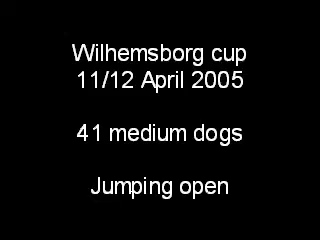 Wilhemsborg cup
11/12 April 2005
41 medium dogs
Jumping open